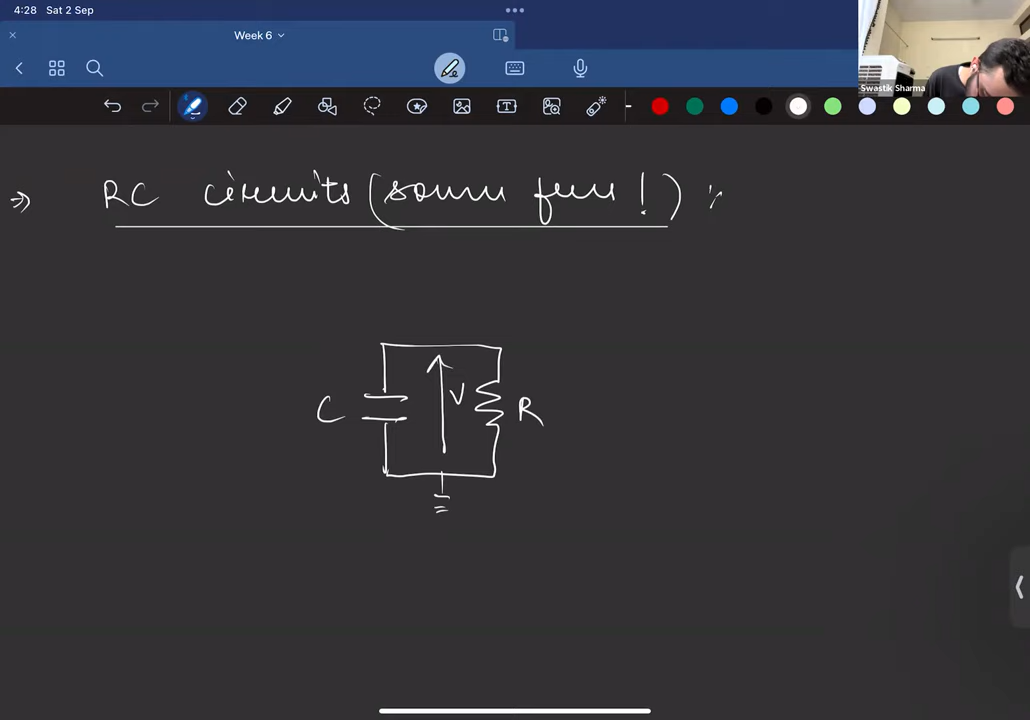 4:28 Sat 2 Sep
Week 6
Swastik Sharma
⇒ RC circuits (some fun!) :
C
V
R